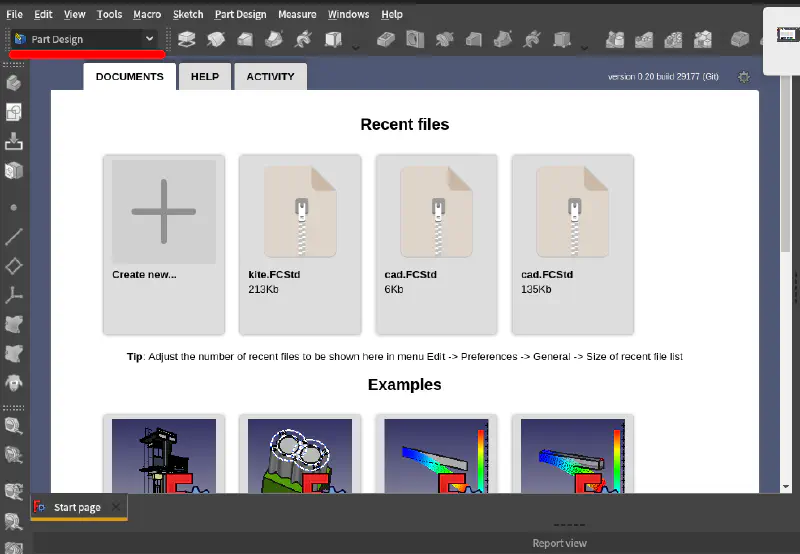 File Edit View Tools Macro Sketch Part Design Measure Windows Help
Part Design
DOCUMENTS HELP ACTIVITY version 0.20 build 29177 (Git)
Recent files
Create new... kite.FCStd cad.FCStd cad.FCStd
213Kb 6Kb 135Kb
Tip: Adjust the number of recent files to be shown here in menu Edit -> Preferences -> General -> Size of recent file list
Examples
Start page
Report view